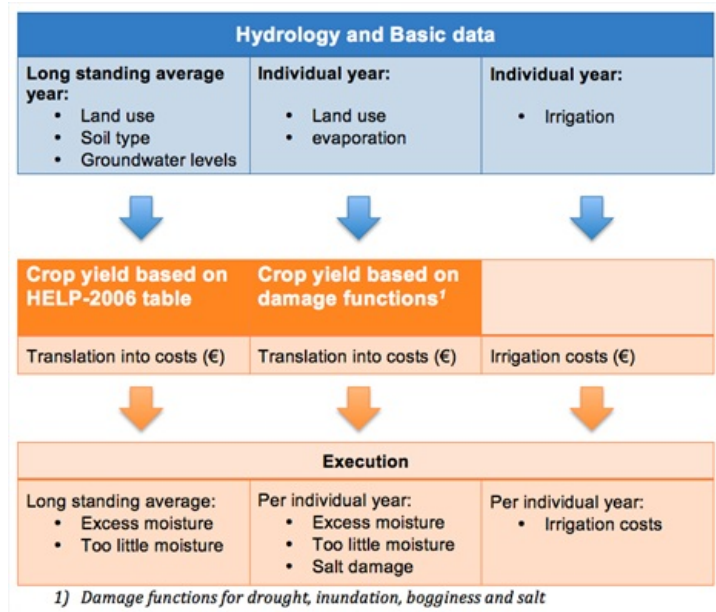 Hydrology and Basic data
Long standing average
year:
• Land use
• Soil type
• Groundwater levels
Individual year:
• Land use
• evaporation
Individual year:
• Irrigation
Crop yield based on
HELP-2006 table
Crop yield based on
damage functions¹
Translation into costs (€)
Translation into costs (€)
Irrigation costs (€)
Execution
Long standing average:
• Excess moisture
• Too little moisture
Per individual year:
• Excess moisture
• Too little moisture
• Salt damage
Per individual year:
• Irrigation costs
1) Damage functions for drought, inundation, bogginess and salt